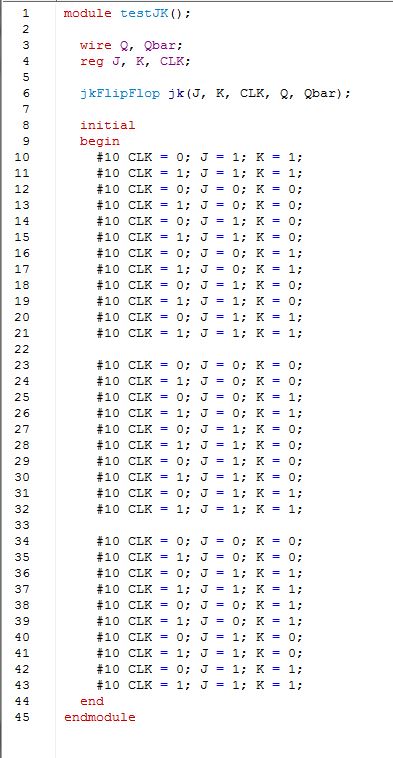 1 module testJK();
2
3 wire Q, Qbar;
4 reg J, K, CLK;
5
6 jkFlipFlop jk(J, K, CLK, Q, Qbar);
7
8 initial
9 begin
10 #10 CLK = 0; J = 1; K = 1;
11 #10 CLK = 1; J = 1; K = 1;
12 #10 CLK = 0; J = 0; K = 0;
13 #10 CLK = 1; J = 0; K = 0;
14 #10 CLK = 0; J = 1; K = 0;
15 #10 CLK = 1; J = 1; K = 0;
16 #10 CLK = 0; J = 0; K = 1;
17 #10 CLK = 1; J = 0; K = 1;
18 #10 CLK = 0; J = 1; K = 0;
19 #10 CLK = 1; J = 1; K = 0;
20 #10 CLK = 0; J = 1; K = 1;
21 #10 CLK = 1; J = 1; K = 1;
22
23 #10 CLK = 0; J = 0; K = 0;
24 #10 CLK = 1; J = 0; K = 0;
25 #10 CLK = 0; J = 0; K = 1;
26 #10 CLK = 1; J = 0; K = 1;
27 #10 CLK = 0; J = 1; K = 0;
28 #10 CLK = 1; J = 1; K = 0;
29 #10 CLK = 0; J = 1; K = 0;
30 #10 CLK = 1; J = 1; K = 0;
31 #10 CLK = 0; J = 1; K = 1;
32 #10 CLK = 1; J = 1; K = 1;
33
34 #10 CLK = 0; J = 0; K = 0;
35 #10 CLK = 1; J = 0; K = 0;
36 #10 CLK = 0; J = 1; K = 1;
37 #10 CLK = 1; J = 1; K = 1;
38 #10 CLK = 0; J = 0; K = 1;
39 #10 CLK = 1; J = 0; K = 1;
40 #10 CLK = 0; J = 1; K = 0;
41 #10 CLK = 1; J = 1; K = 0;
42 #10 CLK = 0; J = 1; K = 1;
43 #10 CLK = 1; J = 1; K = 1;
44 end
45 endmodule